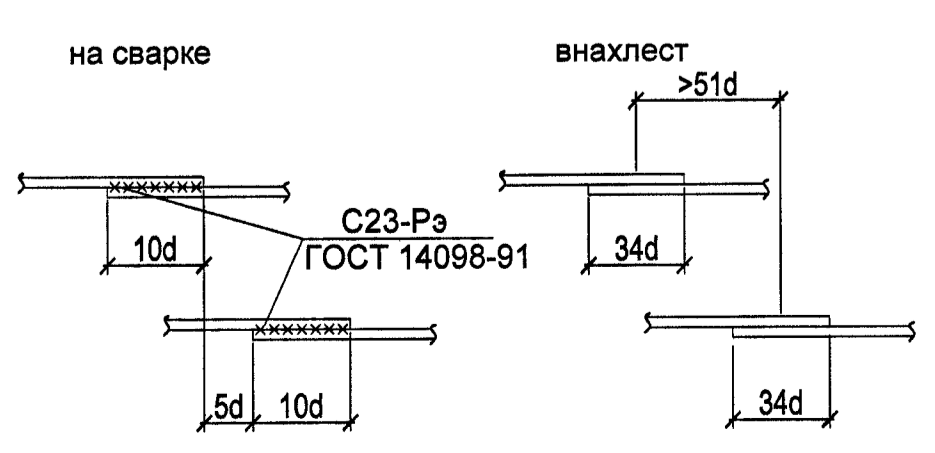 на сварке
внахлест
>51d
С23-Рэ
ГОСТ 14098-91
10d
34d
5d
10d
34d